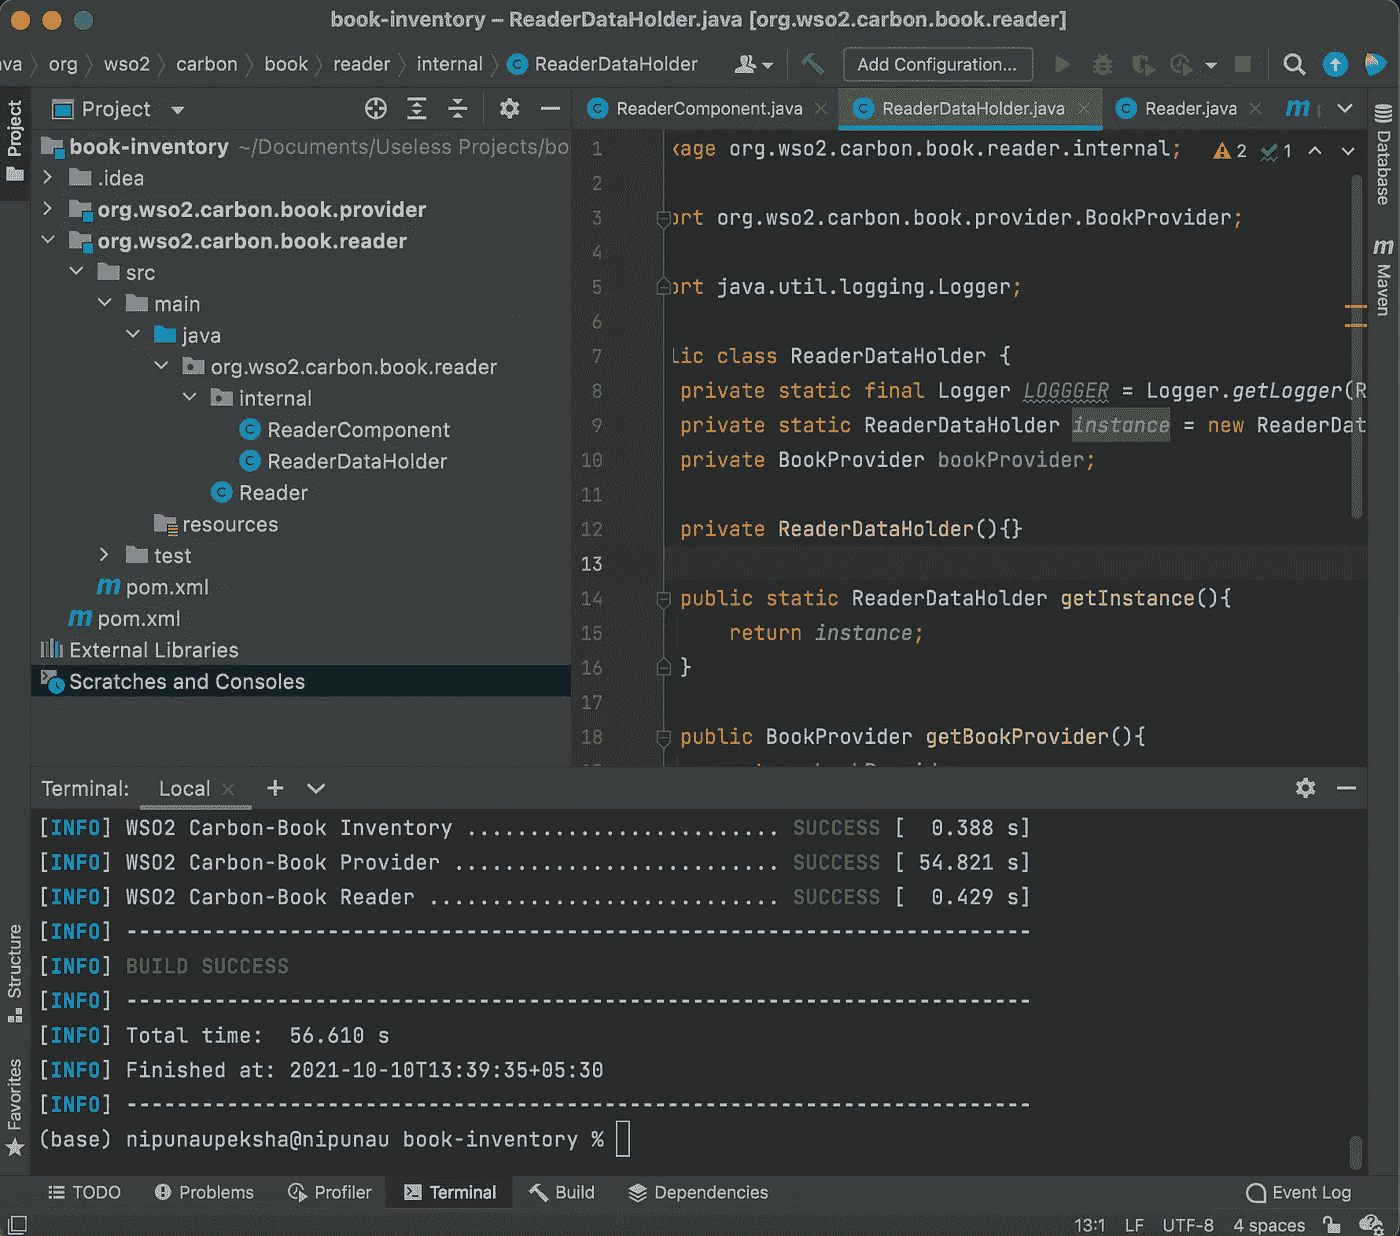 book-inventory – ReaderDataHolder.java [org.wso2.carbon.book.reader]
va org wso2 carbon book reader internal ReaderDataHolder Add Configuration...
Project
Project
ReaderComponent.java ReaderDataHolder.java Reader.java
book-inventory ~/Documents/Useless Projects/bo
.idea
org.wso2.carbon.book.provider
org.wso2.carbon.book.reader
src
main
java
org.wso2.carbon.book.reader
internal
ReaderComponent
ReaderDataHolder
Reader
resources
test
pom.xml
pom.xml
External Libraries
Scratches and Consoles
1 kage org.wso2.carbon.book.reader.internal; 2 1
2
3 ort org.wso2.carbon.book.provider.BookProvider;
4
5 ort java.util.logging.Logger;
6
7 lic class ReaderDataHolder {
8 private static final Logger LOGGGER = Logger.getLogger(R
9 private static ReaderDataHolder instance = new ReaderDat
10 private BookProvider bookProvider;
11
12 private ReaderDataHolder(){}
13
14 public static ReaderDataHolder getInstance(){
15 return instance;
16 }
17
18 public BookProvider getBookProvider(){
Database
Maven
Terminal: Local
[INFO] WSO2 Carbon-Book Inventory ......................... SUCCESS [  0.388 s]
[INFO] WSO2 Carbon-Book Provider .......................... SUCCESS [ 54.821 s]
[INFO] WSO2 Carbon-Book Reader ............................ SUCCESS [  0.429 s]
[INFO] ------------------------------------------------------------------------
[INFO] BUILD SUCCESS
[INFO] ------------------------------------------------------------------------
[INFO] Total time:  56.610 s
[INFO] Finished at: 2021-10-10T13:39:35+05:30
[INFO] ------------------------------------------------------------------------
(base) nipunaupeksha@nipunau book-inventory %
Structure
Favorites
TODO Problems Profiler Terminal Build Dependencies Event Log
13:1 LF UTF-8 4 spaces